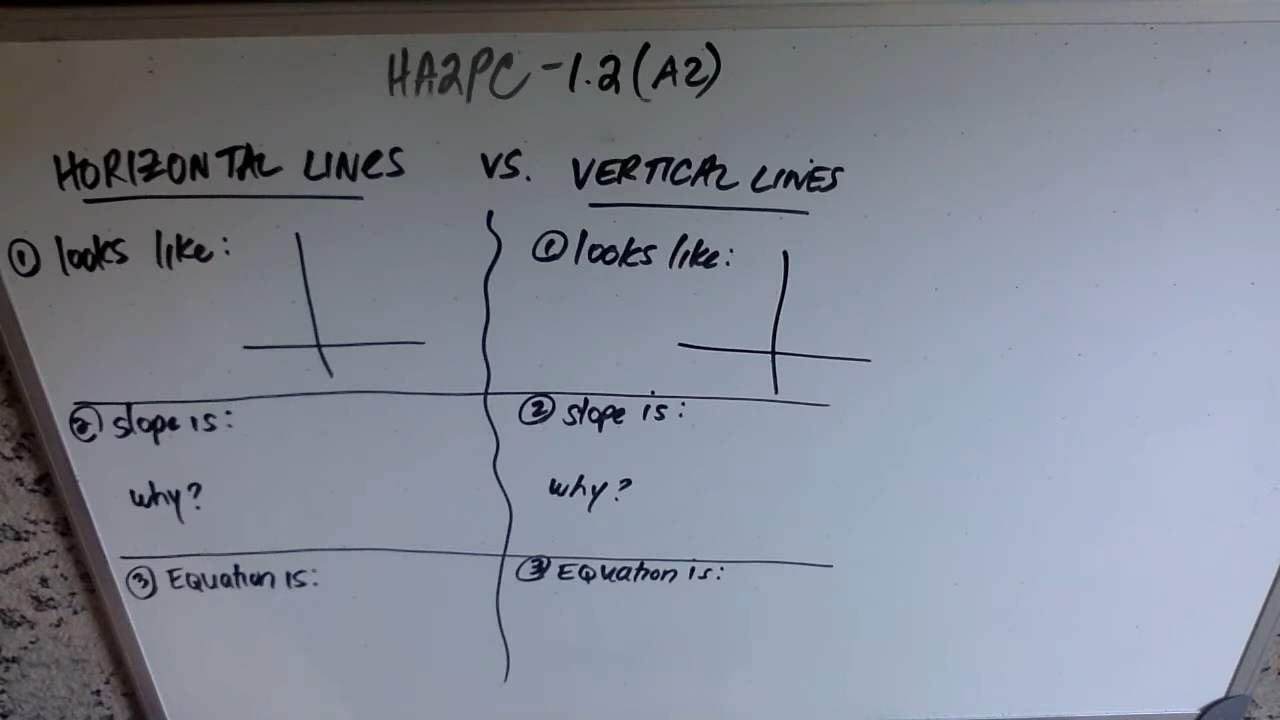 HA2PC - 1.2 (A2)
HORIZONTAL LINES vs. VERTICAL LINES
① looks like:
② slope is:
why?
③ Equation is:
① looks like:
② slope is:
why?
③ Equation is: